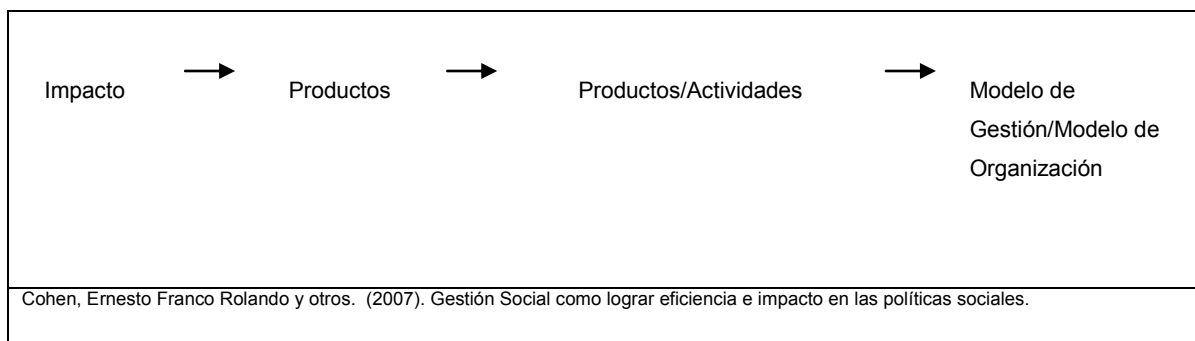 Impacto
Productos
Productos/Actividades
Modelo de
Gestión/Modelo de
Organización
Cohen, Ernesto Franco Rolando y otros. (2007). Gestión Social como lograr eficiencia e impacto en las políticas sociales.